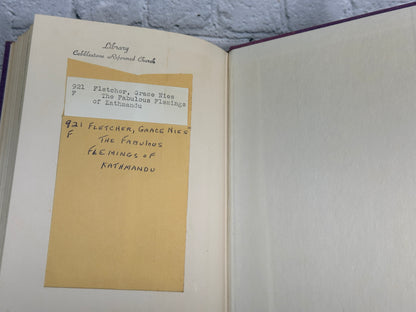 Library
Cobblestone Reformed Church
921 Fletcher, Grace Nies
F The Fabulous Flemings
of Kathmandu
921 FLETCHER, GRACE NIES
F THE FABULOUS
FLEMINGS OF
KATHMANDU